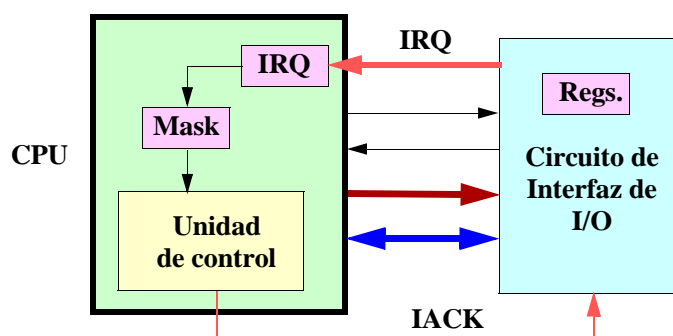 IRQ
IRQ
Regs.
Mask
CPU
Circuito de
Interfaz de
I/O
Unidad
de control
IACK